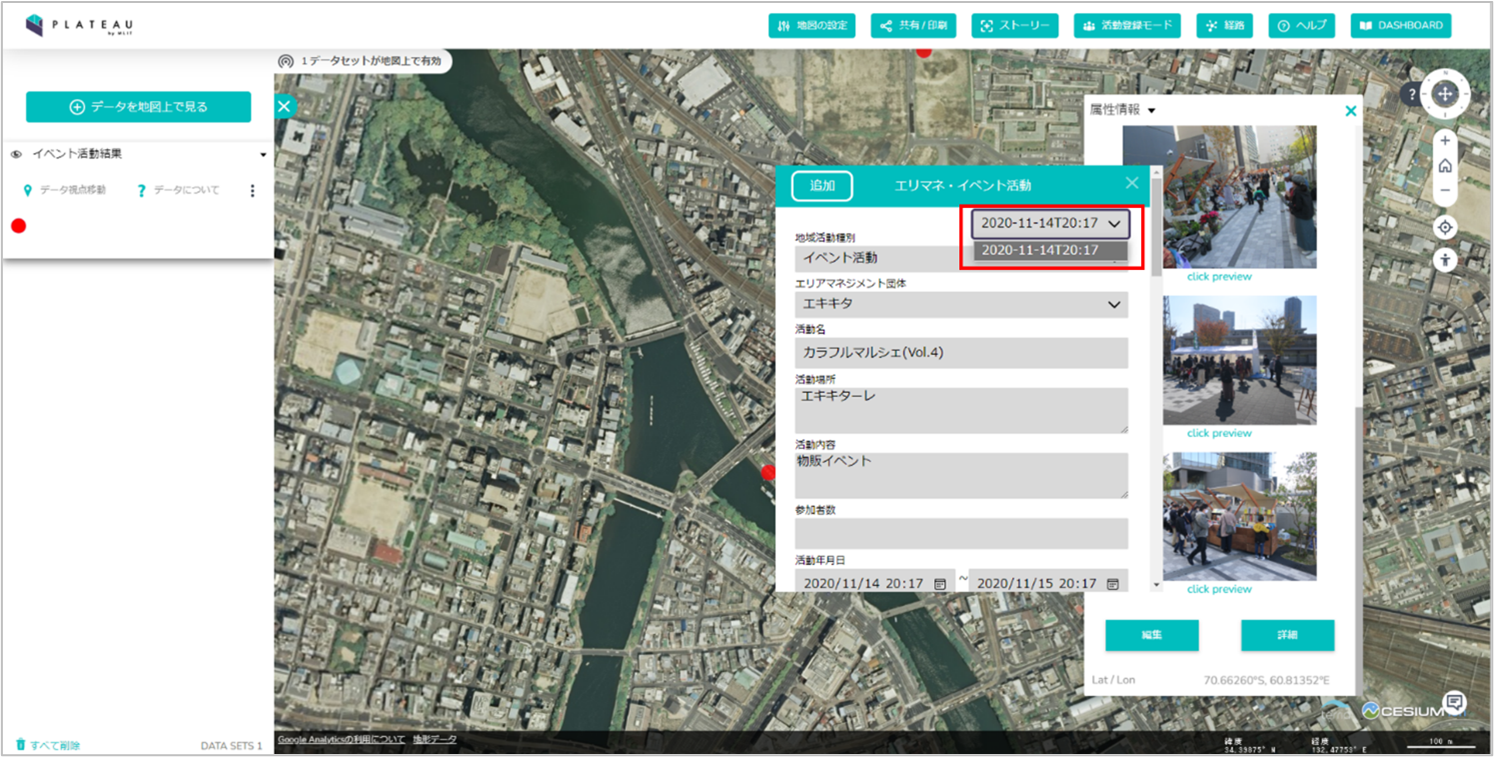 PLATEAU
by MLIT
地図の設定
共有/印刷
ストーリー
活動登録モード
経路
ヘルプ
DASHBOARD
1データセットが地図上で有効
データを地図上で見る
イベント活動結果
データ視点移動
データについて
すべて削除
DATA SETS 1
追加
エリマネ・イベント活動
2020-11-14T20:17
2020-11-14T20:17
地域活動種別
イベント活動
エリアマネジメント団体
エキキタ
活動名
カラフルマルシェ(Vol.4)
活動場所
エキキターレ
活動内容
物販イベント
参加者数
活動年月日
2020/11/14 20:17 ~ 2020/11/15 20:17
属性情報
click preview
click preview
click preview
編集
詳細
Lat / Lon
70.66260°S, 60.81352°E
CESIUM
Google Analyticsの利用について 地形データ
緯度
34.39875° N
経度
132.47753° E
100 m